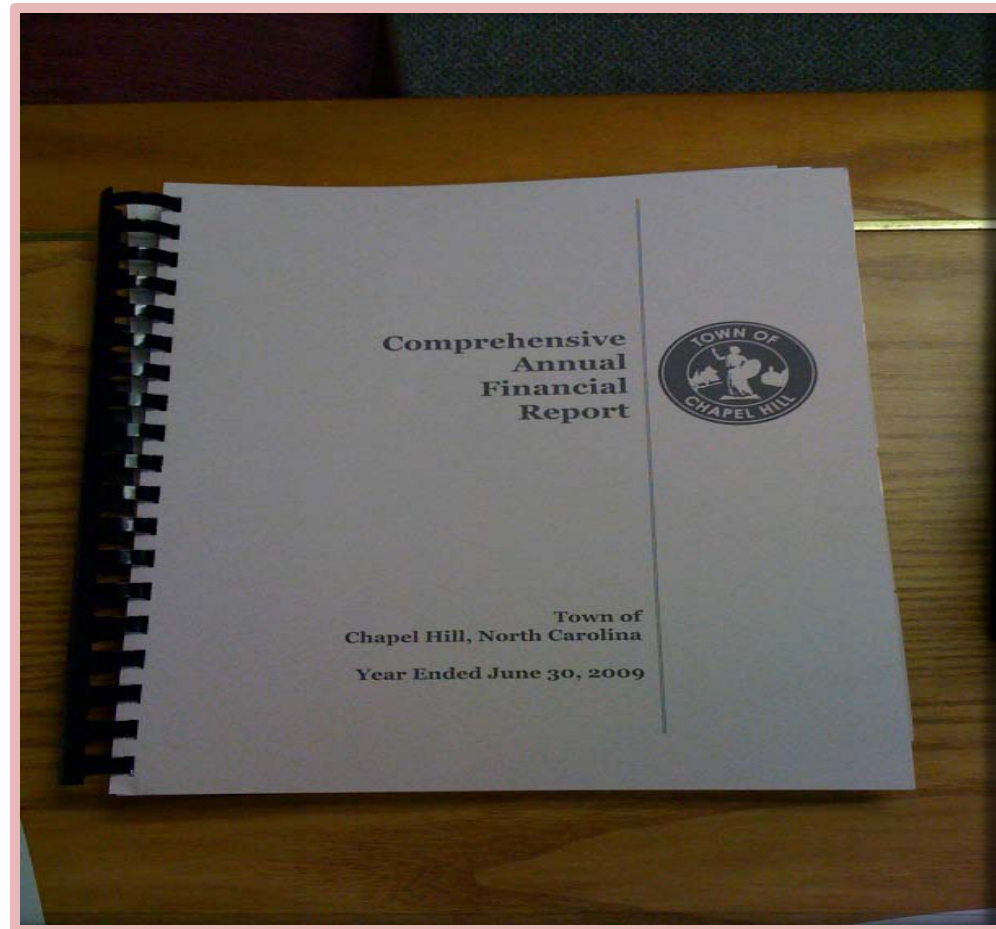 Comprehensive
Annual
Financial
Report
TOWN OF
CHAPEL HILL
Town of
Chapel Hill, North Carolina
Year Ended June 30, 2009